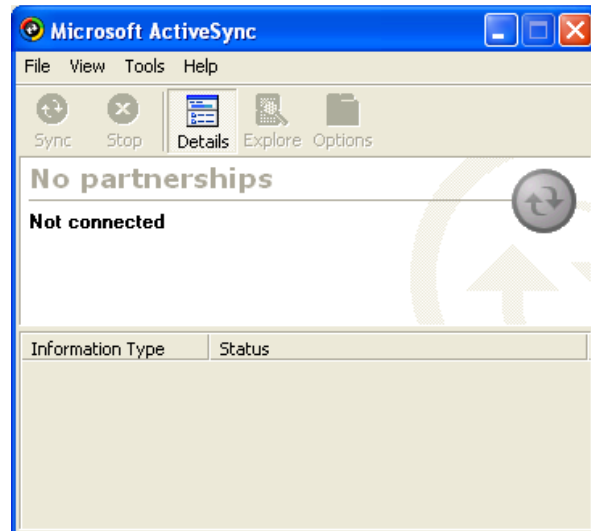 Microsoft ActiveSync
File View Tools Help
Sync Stop Details Explore Options
No partnerships
Not connected
Information Type Status